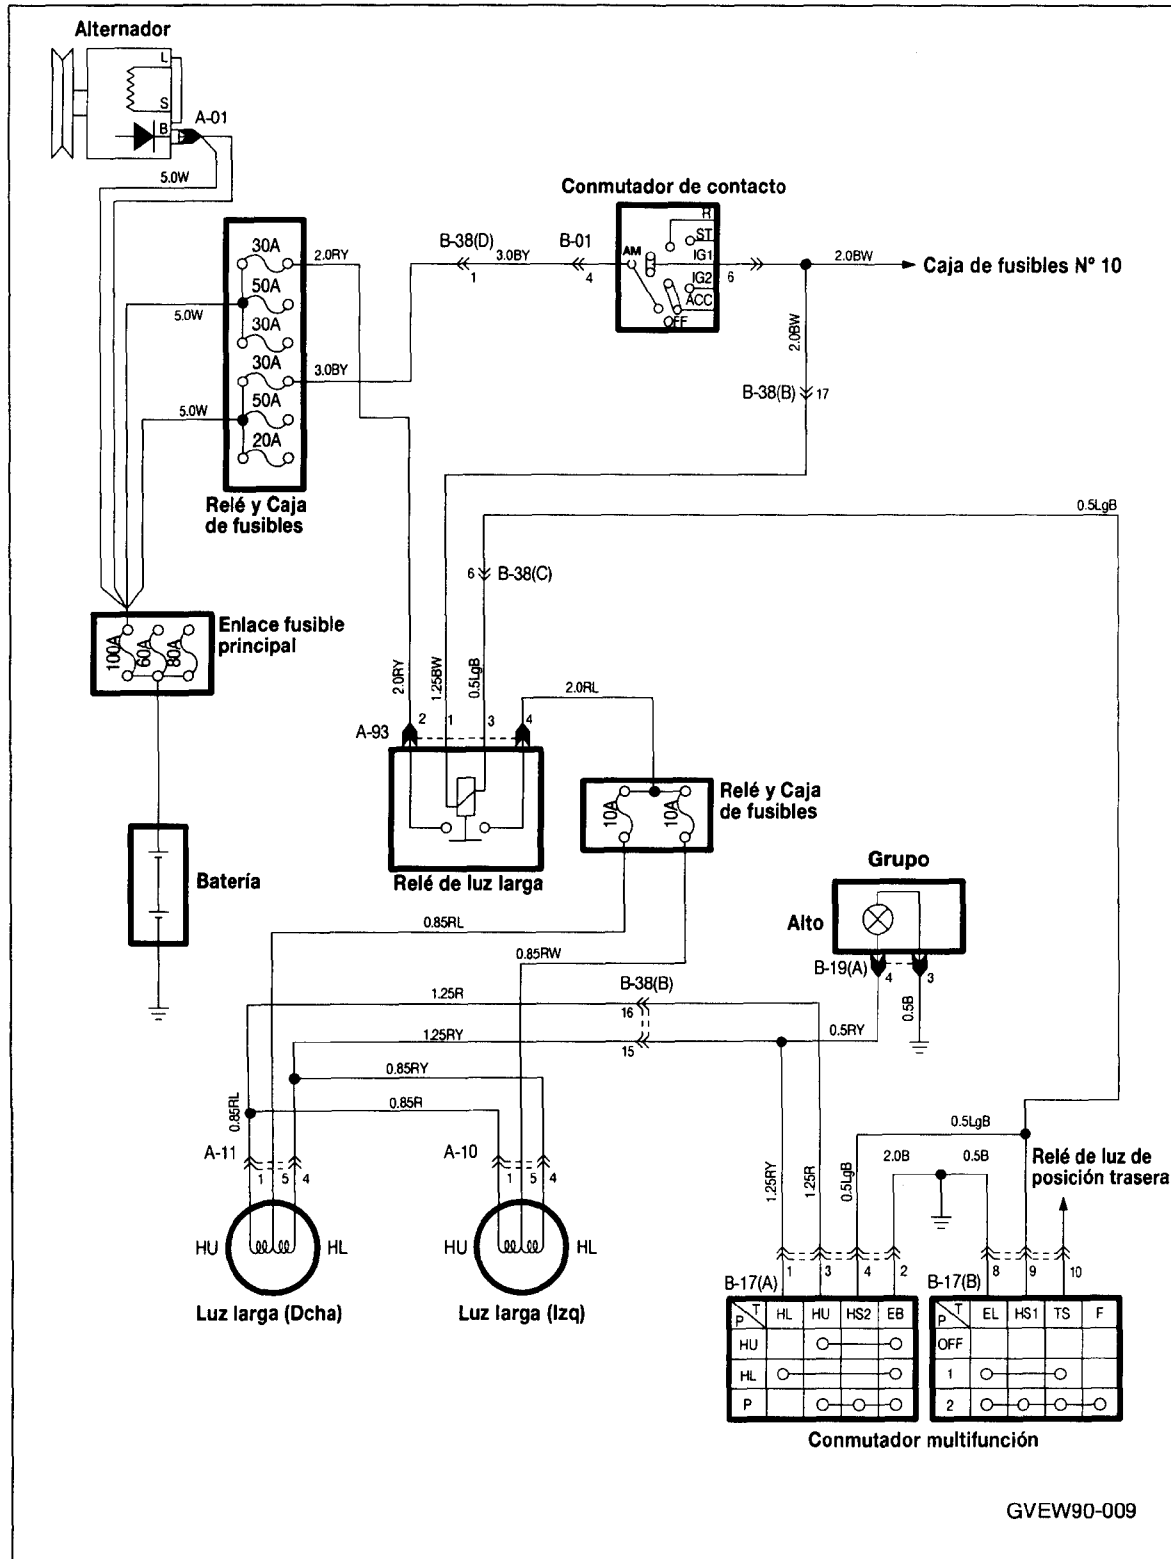 Alternador
L
S
B
A-01
5.0W
Conmutador de contacto
R
ST
AM
IG1
IG2
ACC
OFF
B-38(D)
1
3.0BY
B-01
4
6
2.0BW
Caja de fusibles Nº 10
30A
50A
30A
30A
50A
20A
2.0RY
3.0BY
5.0W
5.0W
2.0BW
B-38(B)
17
Relé y Caja
de fusibles
0.5LgB
6
B-38(C)
Enlace fusible
principal
100A
60A
80A
2.0RY
1.25BW
0.5LgB
2.0RL
A-93
2
1
3
4
Relé y Caja
de fusibles
10A
10A
Relé de luz larga
Batería
Grupo
Alto
B-19(A)
4
3
0.85RL
0.85RW
B-38(B)
1.25R
16
1.25RY
15
0.5RY
0.5B
0.85RY
0.85R
0.85RL
A-11
1
5
4
A-10
1
5
4
HU
HL
HU
HL
Luz larga (Dcha)
Luz larga (Izq)
0.5LgB
2.0B
0.5B
Relé de luz de
posición trasera
1.25RY
1.25R
0.5LgB
B-17(A)
1
3
4
2
B-17(B)
8
9
10
P T HL HU HS2 EB
HU
HL
P
P T EL HS1 TS F
OFF
1
2
Conmutador multifunción
GVEW90-009